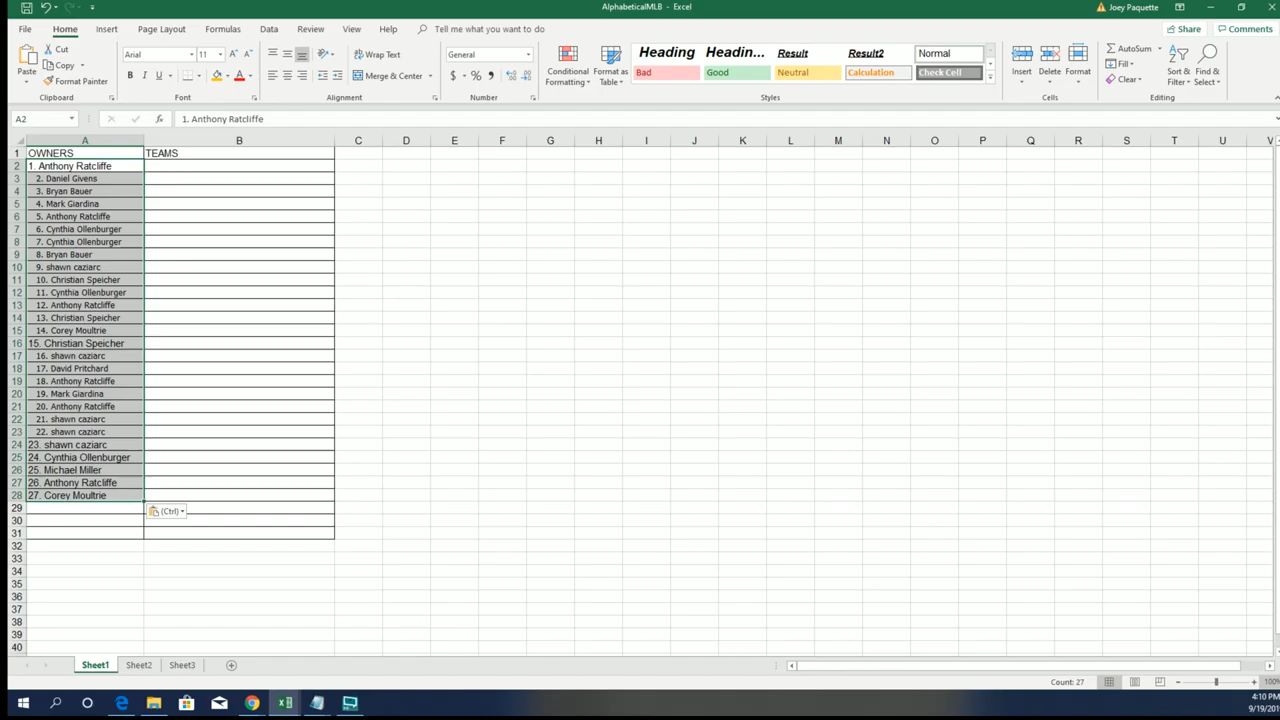 AlphabeticalMLB - Excel
Joey Paquette
File Home Insert Page Layout Formulas Data Review View Help Tell me what you want to do
Share Comments
Paste Cut Copy Format Painter Clipboard
Arial 11 B I U Font
Wrap Text Merge & Center Alignment
General $ % , Number
Conditional Formatting Format as Table
Heading Headin... Result Result2 Normal
Bad Good Neutral Calculation Check Cell
Styles
Insert Delete Format Cells
AutoSum Fill Clear Sort & Filter Find & Select Editing
A2 fx 1. Anthony Ratcliffe
A B C D E F G H I J K L M N O P Q R S T U V
1 OWNERS TEAMS
2 1. Anthony Ratcliffe
3 2. Daniel Givens
4 3. Bryan Bauer
5 4. Mark Giardina
6 5. Anthony Ratcliffe
7 6. Cynthia Ollenburger
8 7. Cynthia Ollenburger
9 8. Bryan Bauer
10 9. shawn caziarc
11 10. Christian Speicher
12 11. Cynthia Ollenburger
13 12. Anthony Ratcliffe
14 13. Christian Speicher
15 14. Corey Moultrie
16 15. Christian Speicher
17 16. shawn caziarc
18 17. David Pritchard
19 18. Anthony Ratcliffe
20 19. Mark Giardina
21 20. Anthony Ratcliffe
22 21. shawn caziarc
23 22. shawn caziarc
24 23. shawn caziarc
25 24. Cynthia Ollenburger
26 25. Michael Miller
27 26. Anthony Ratcliffe
28 27. Corey Moultrie
29 (Ctrl)
30
31
32
33
34
35
36
37
38
39
40
Sheet1 Sheet2 Sheet3
Count: 27 100%
4:10 PM